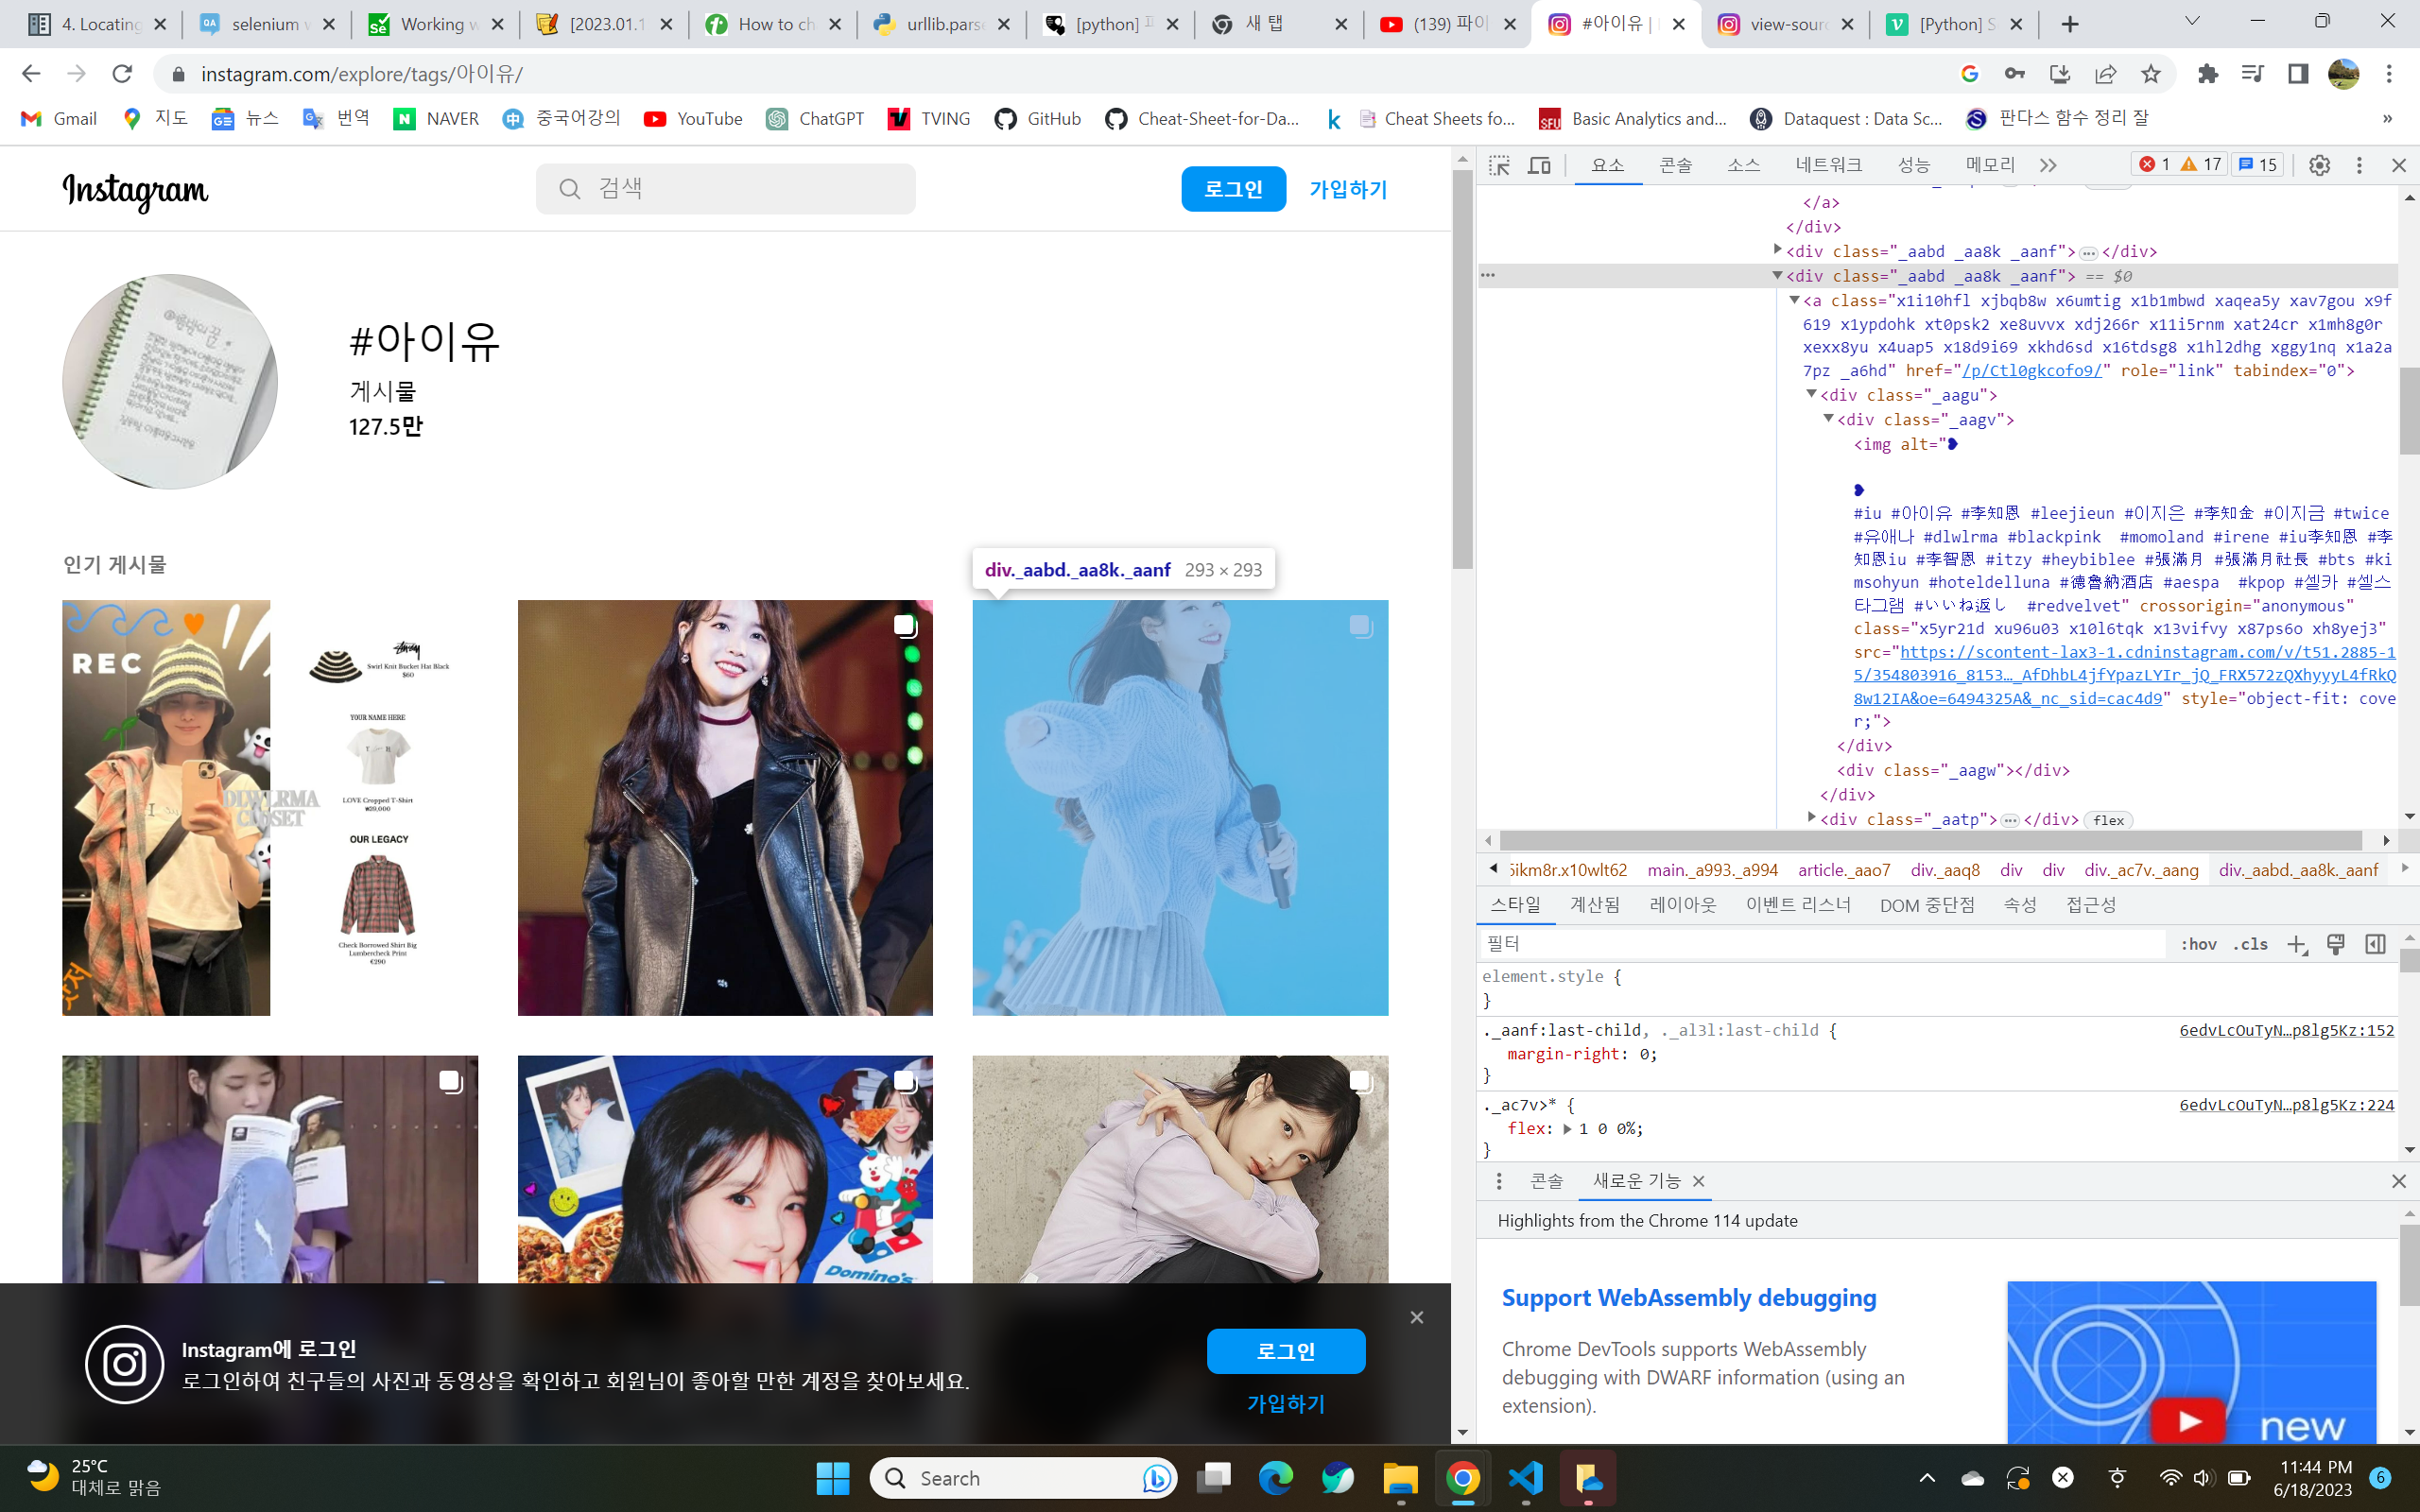 4. Locating
selenium w
Working w
[2023.01.1
How to ch
urllib.parse
[python] 파
새 탭
(139) 파이
#아이유 |
view-sour
[Python] S
instagram.com/explore/tags/아이유/
Gmail
지도
뉴스
번역
NAVER
중국어강의
YouTube
ChatGPT
TVING
GitHub
Cheat-Sheet-for-Da...
Cheat Sheets fo...
Basic Analytics and...
Dataquest : Data Sc...
판다스 함수 정리 잘
»
Instagram
검색
로그인
가입하기
#아이유
게시물
127.5만
인기 게시물
div._aabd._aa8k._aanf 293 × 293
REC
stussy
Swirl Knit Bucket Hat Black
$60
YOUR NAME HERE
LOVE Cropped T-Shirt
₩29,000
DLWLRMA
CLOSET
OUR LEGACY
Check Borrowed Shirt Big
Lumbercheck Print
€290
Domino's
Instagram에 로그인
로그인하여 친구들의 사진과 동영상을 확인하고 회원님이 좋아할 만한 계정을 찾아보세요.
로그인
가입하기
요소
콘솔
소스
네트워크
성능
메모리
1
17
15
</a>
</div>
<div class="_aabd _aa8k _aanf">…</div>
<div class="_aabd _aa8k _aanf"> == $0
<a class="x1i10hfl xjbqb8w x6umtig x1b1mbwd xaqea5y xav7gou x9f
619 x1ypdohk xt0psk2 xe8uvvx xdj266r x11i5rnm xat24cr x1mh8g0r
xexx8yu x4uap5 x18d9i69 xkhd6sd x16tdsg8 x1hl2dhg xggy1nq x1a2a
7pz _a6hd" href="/p/Ctl0gkcofo9/" role="link" tabindex="0">
<div class="_aagu">
<div class="_aagv">
<img alt="❥
❥
#iu #아이유 #李知恩 #leejieun #이지은 #李知金 #이지금 #twice
#유애나 #dlwlrma #blackpink #momoland #irene #iu李知恩 #李
知恩iu #李智恩 #itzy #heybiblee #張滿月 #張滿月社長 #bts #ki
msohyun #hoteldelluna #德魯納酒店 #aespa #kpop #셀카 #셀스
타그램 #いいね返し #redvelvet" crossorigin="anonymous"
class="x5yr21d xu96u03 x10l6tqk x13vifvy x87ps6o xh8yej3"
src="https://scontent-lax3-1.cdninstagram.com/v/t51.2885-1
5/354803916_8153…_AfDhbL4jfYpazLYIr_jQ_FRX572zQXhyyyL4fRkQ
8w12IA&oe=6494325A&_nc_sid=cac4d9" style="object-fit: cove
r;">
</div>
<div class="_aagw"></div>
</div>
<div class="_aatp">…</div> flex
5ikm8r.x10wlt62
main._a993._a994
article._aao7
div._aaq8
div
div
div._ac7v._aang
div._aabd._aa8k._aanf
스타일
계산됨
레이아웃
이벤트 리스너
DOM 중단점
속성
접근성
필터
:hov
.cls
element.style {
}
._aanf:last-child, ._al3l:last-child {
6edvLcOuTyN…p8lg5Kz:152
margin-right: 0;
}
._ac7v>* {
6edvLcOuTyN…p8lg5Kz:224
flex: 1 0 0%;
}
콘솔
새로운 기능
Highlights from the Chrome 114 update
Support WebAssembly debugging
Chrome DevTools supports WebAssembly
debugging with DWARF information (using an
extension).
new
25°C
대체로 맑음
Search
11:44 PM
6/18/2023
6